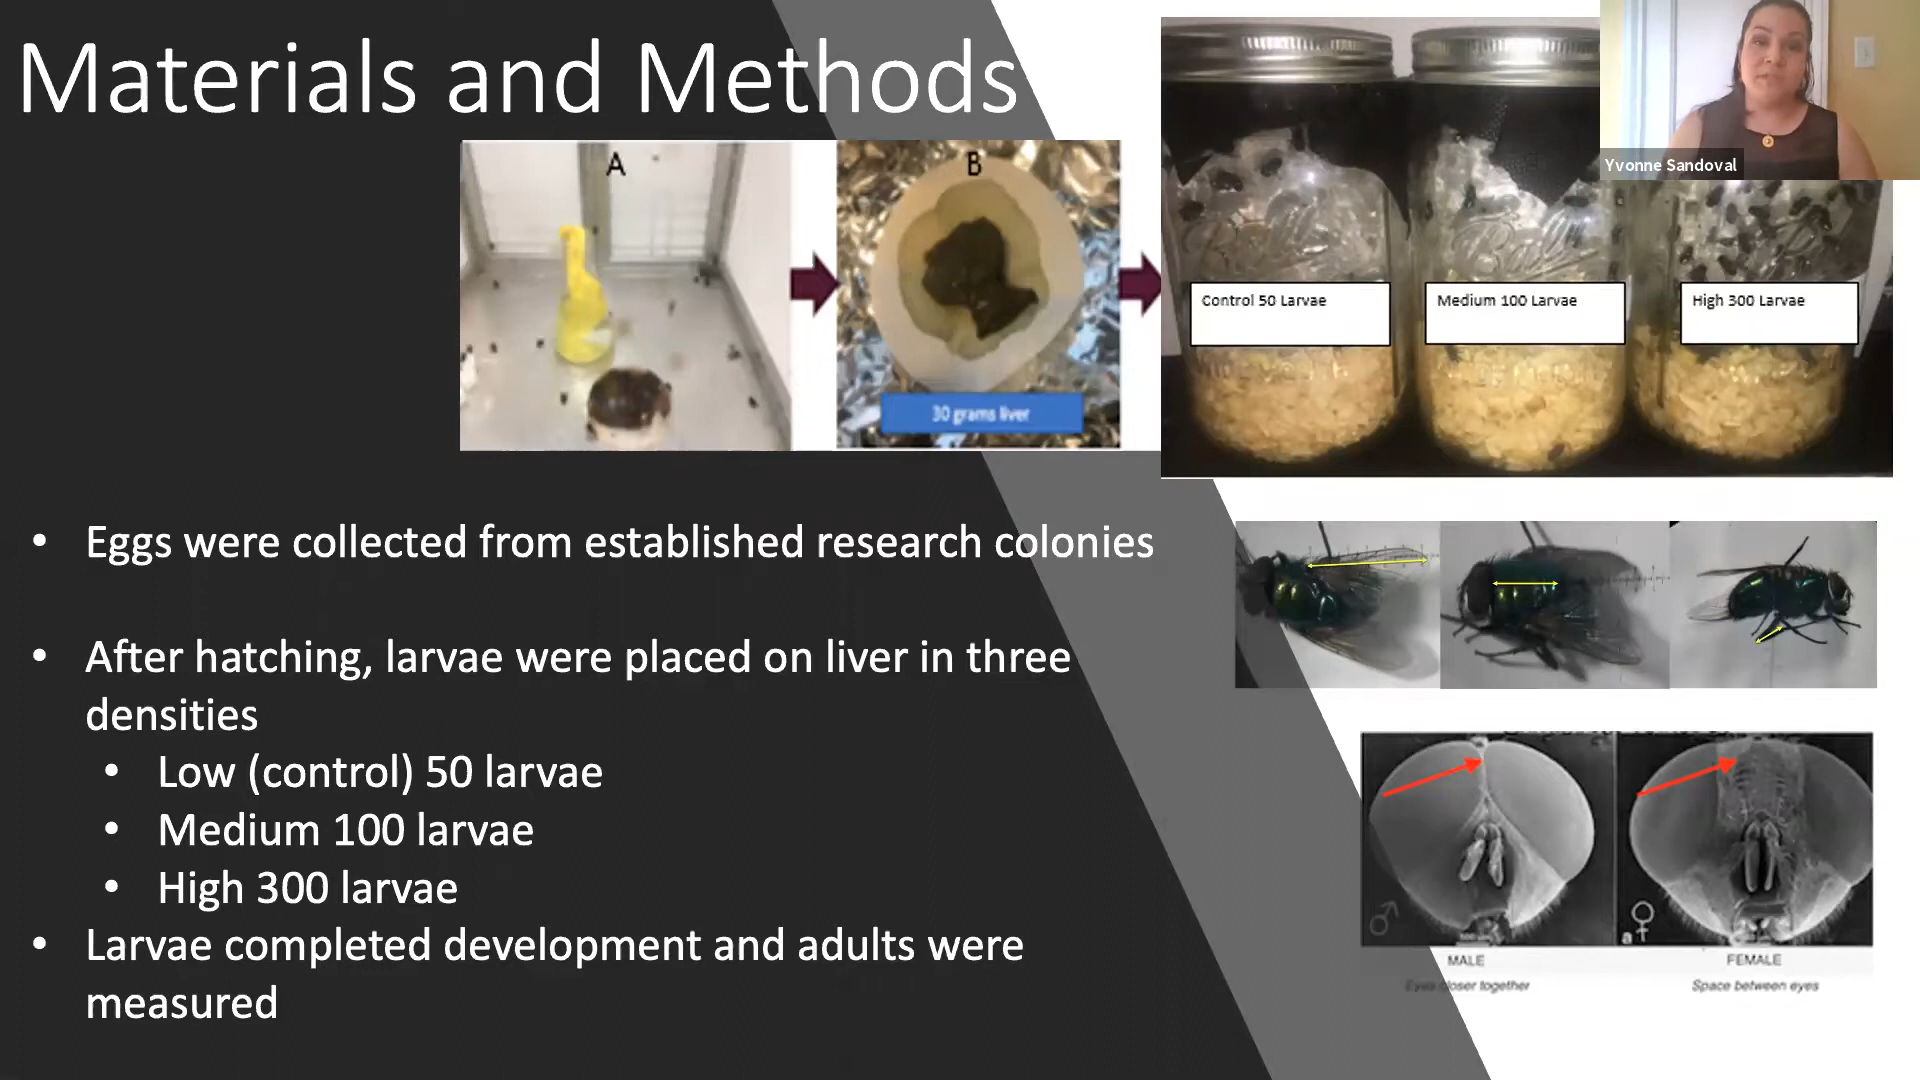 Materials and Methods
Yvonne Sandoval
A
B
30 grams liver
Control 50 Larvae
Medium 100 Larvae
High 300 Larvae
• Eggs were collected from established research colonies
• After hatching, larvae were placed on liver in three
densities
• Low (control) 50 larvae
• Medium 100 larvae
• High 300 larvae
• Larvae completed development and adults were
measured
♂
a ♀
MALE
FEMALE
Eyes closer together
Space between eyes